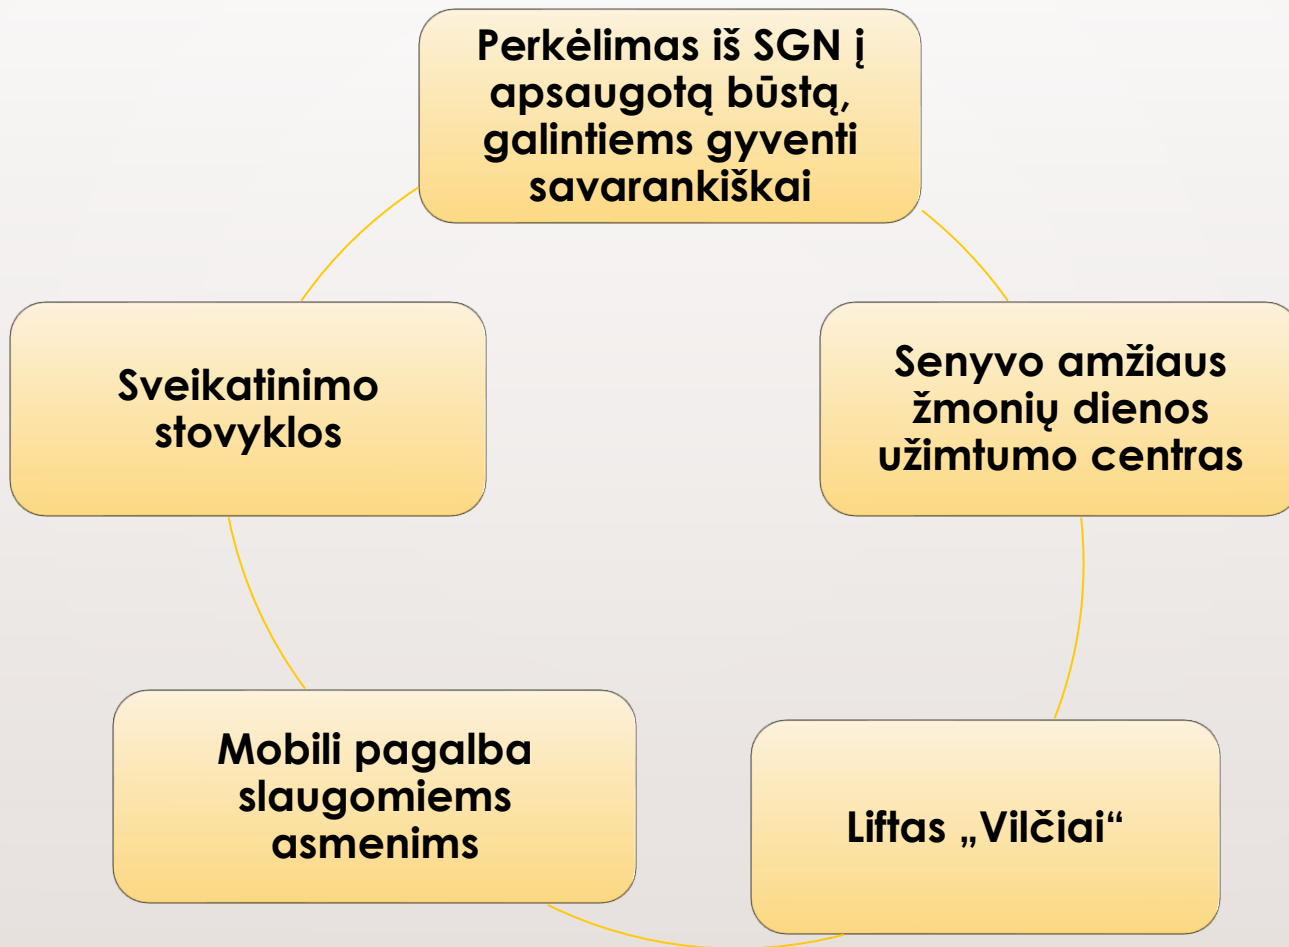 Perkėlimas iš SGN į
apsaugotą būstą,
galintiems gyventi
savarankiškai
Senyvo amžiaus
žmonių dienos
užimtumo centras
Liftas „Vilčiai“
Mobili pagalba
slaugomiems
asmenims
Sveikatinimo
stovyklos